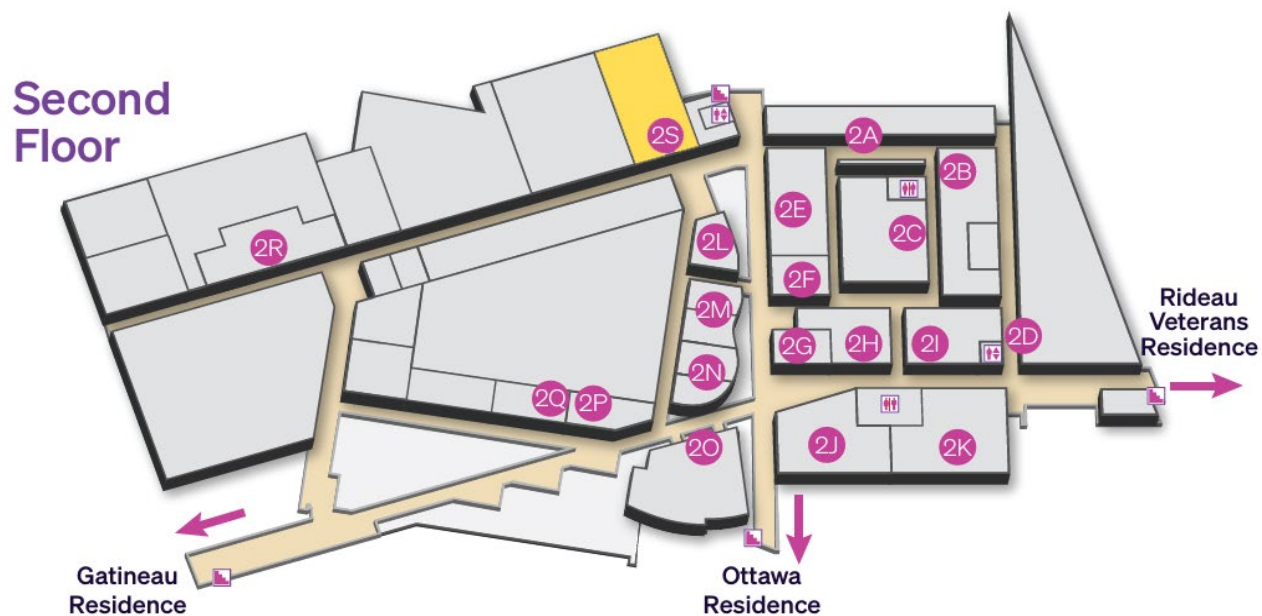 Second
Floor
2S
2A
2B
2E
2C
2L
2R
2F
2M
2G
2H
2I
2D
Rideau
Veterans
Residence
2N
2Q
2P
2O
2J
2K
Gatineau
Residence
Ottawa
Residence